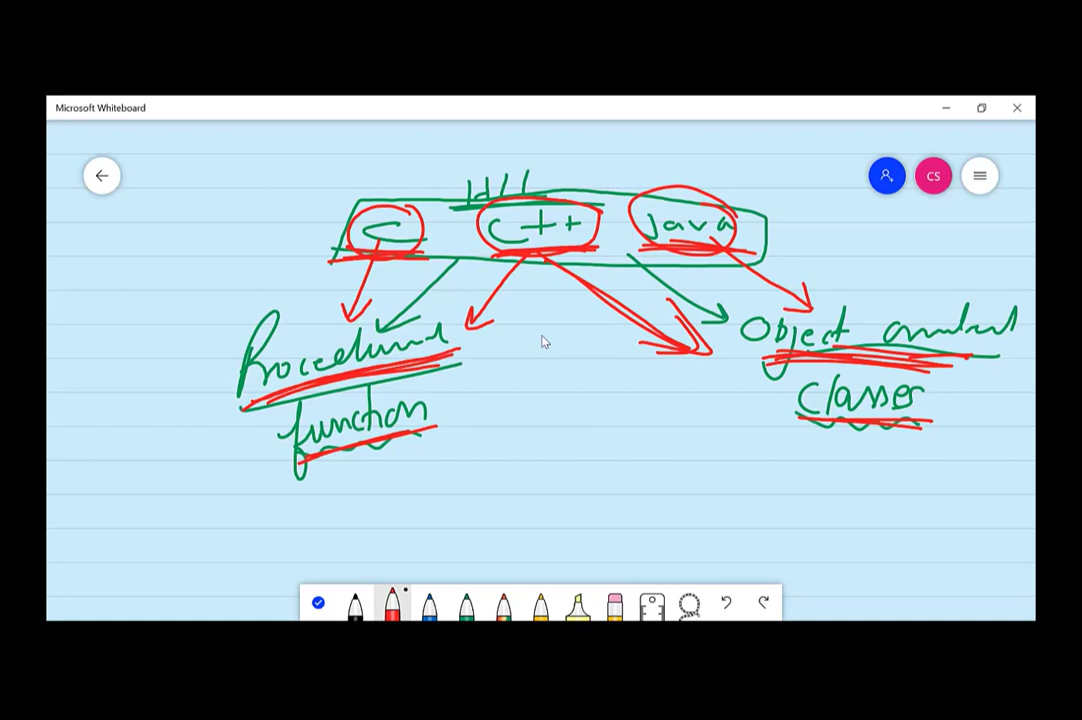 Microsoft Whiteboard
CS
HLL
C C++ Java
Procedural
Object oriented
function
classes